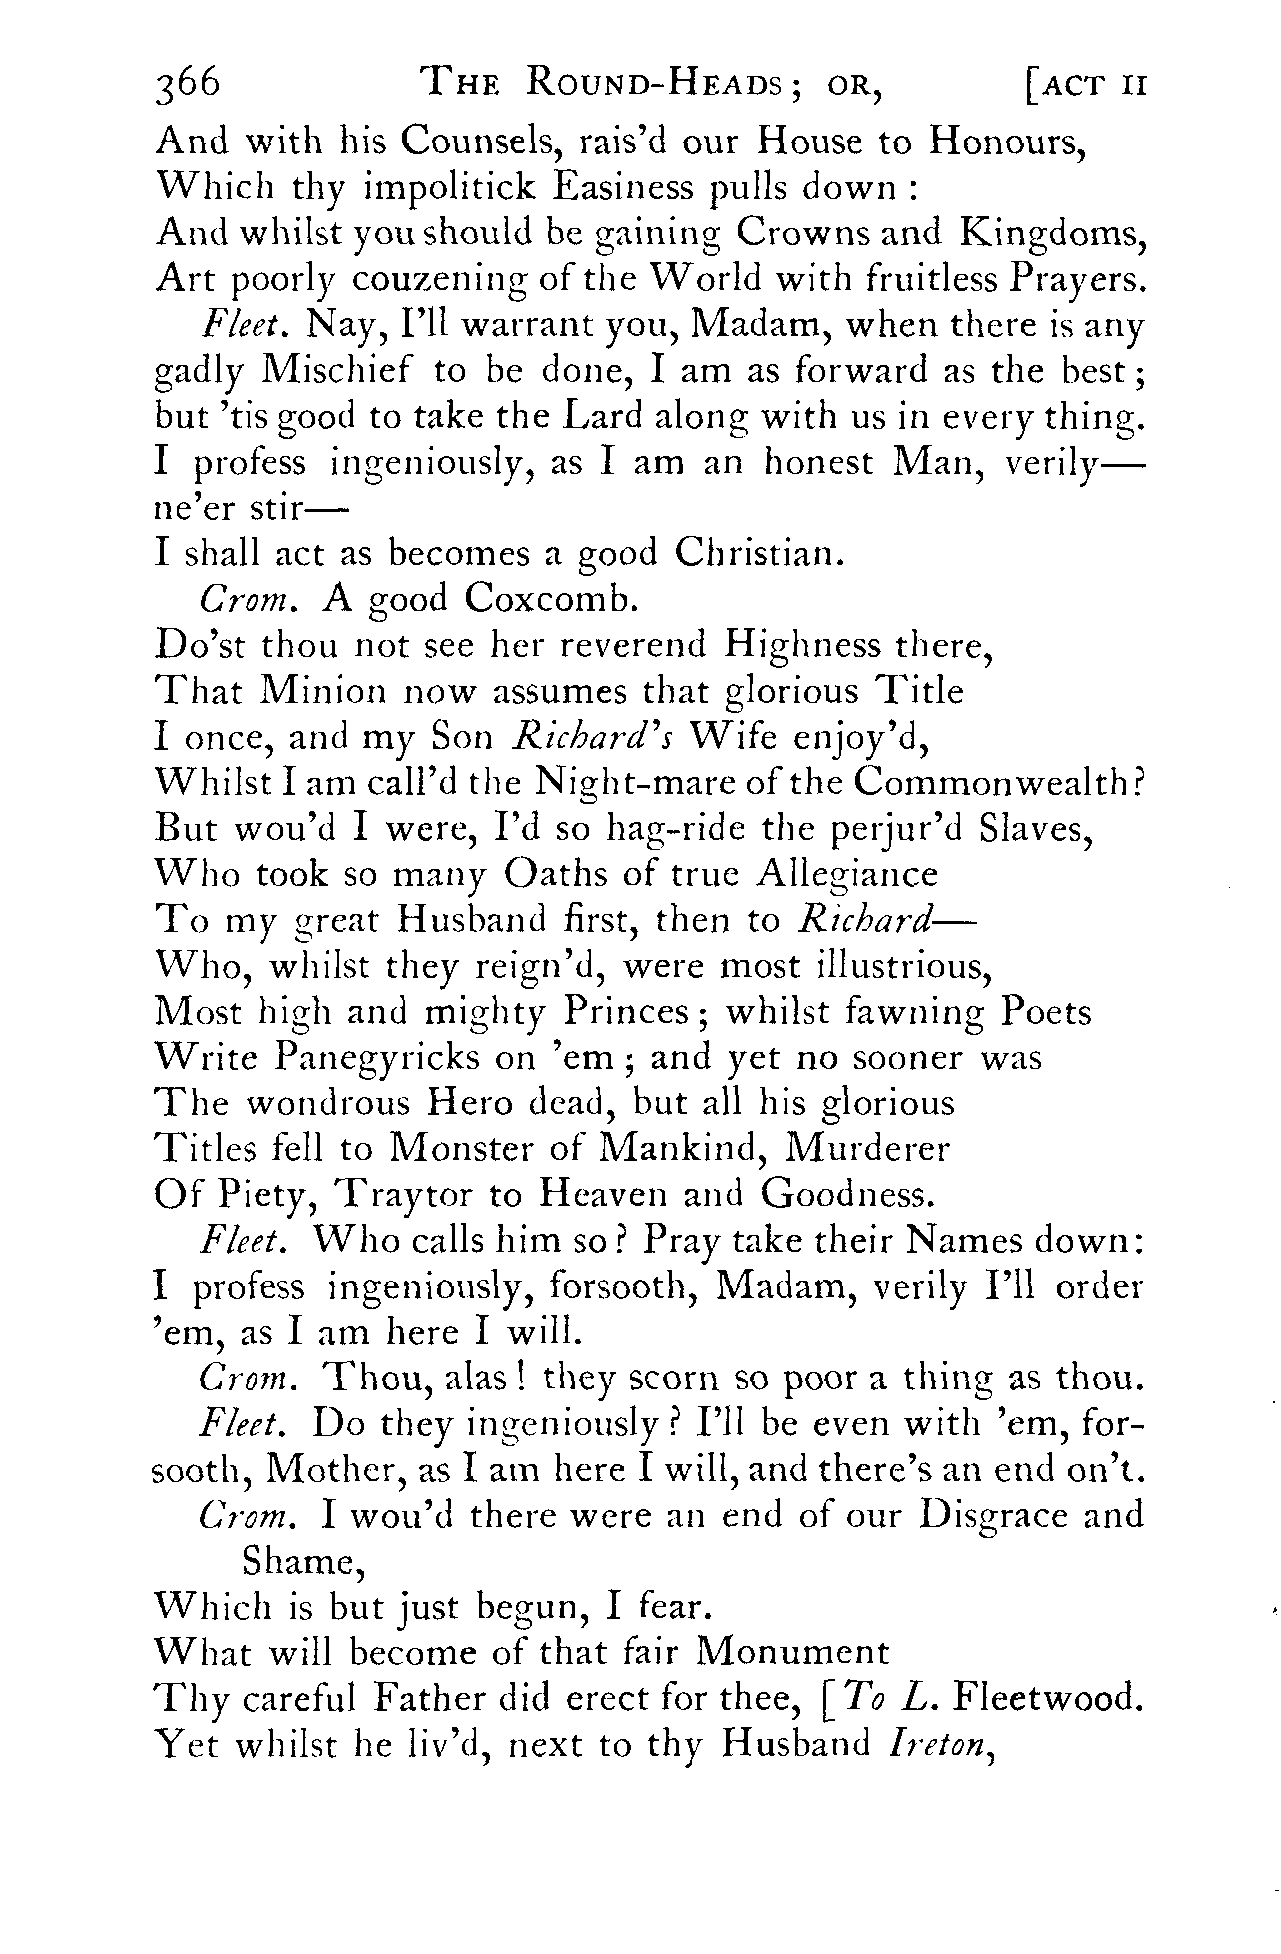 366 The Round-Heads; or, [act ii
And with his Counsels, rais’d our House to Honours,
Which thy impolitick Easiness pulls down :
And whilst you should be gaining Crowns and Kingdoms,
Art poorly couzening of the World with fruitless Prayers.
Fleet. Nay, I’ll warrant you, Madam, when there is any
gadly Mischief to be done, I am as forward as the best ;
but ’tis good to take the Lard along with us in every thing.
I profess ingeniously, as I am an honest Man, verily—
ne’er stir—
I shall act as becomes a good Christian.
Crom. A good Coxcomb.
Do’st thou not see her reverend Highness there,
That Minion now assumes that glorious Title
I once, and my Son Richard’s Wife enjoy’d,
Whilst I am call’d the Night-mare of the Commonwealth?
But wou’d I were, I’d so hag-ride the perjur’d Slaves,
Who took so many Oaths of true Allegiance
To my great Husband first, then to Richard—
Who, whilst they reign’d, were most illustrious,
Most high and mighty Princes ; whilst fawning Poets
Write Panegyricks on ’em ; and yet no sooner was
The wondrous Hero dead, but all his glorious
Titles fell to Monster of Mankind, Murderer
Of Piety, Traytor to Heaven and Goodness.
Fleet. Who calls him so? Pray take their Names down:
I profess ingeniously, forsooth, Madam, verily I’ll order
’em, as I am here I will.
Crom. Thou, alas! they scorn so poor a thing as thou.
Fleet. Do they ingeniously? I’ll be even with ’em, for-
sooth, Mother, as I am here I will, and there’s an end on’t.
Crom. I wou’d there were an end of our Disgrace and
Shame,
Which is but just begun, I fear.
What will become of that fair Monument
Thy careful Father did erect for thee, [To L. Fleetwood.
Yet whilst he liv’d, next to thy Husband Ireton,